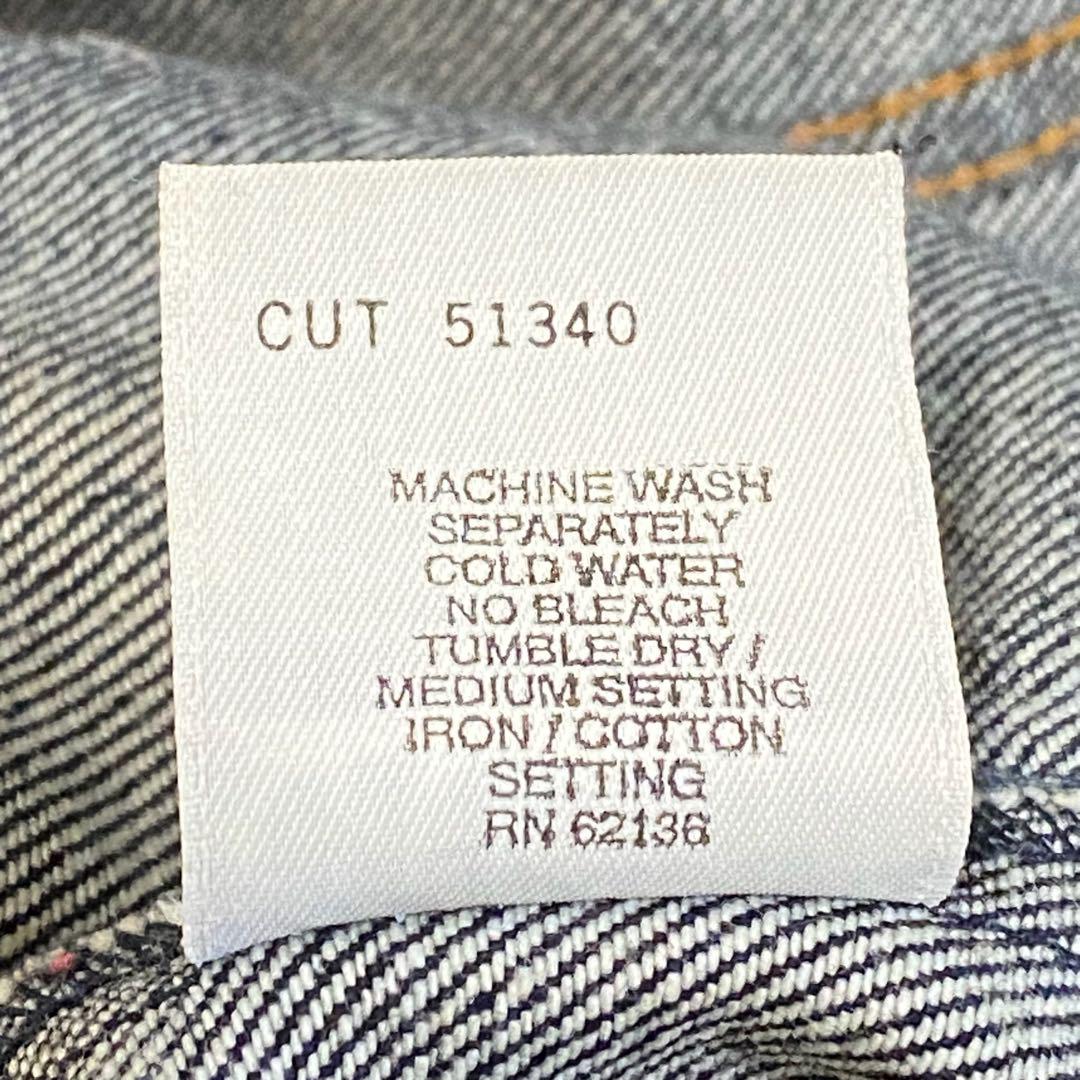 CUT 51340
MACHINE WASH
SEPARATELY
COLD WATER
NO BLEACH
TUMBLE DRY /
MEDIUM SETTING
IRON / COTTON
SETTING
RN 62136